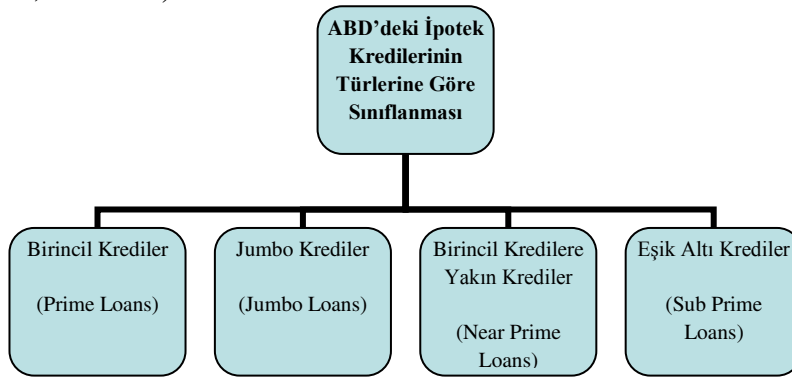 ABD'deki İpotek
Kredilerinin
Türlerine Göre
Sınıflanması
Birincil Krediler
(Prime Loans)
Jumbo Krediler
(Jumbo Loans)
Birincil Kredilere
Yakın Krediler
(Near Prime
Loans)
Eşik Altı Krediler
(Sub Prime
Loans)